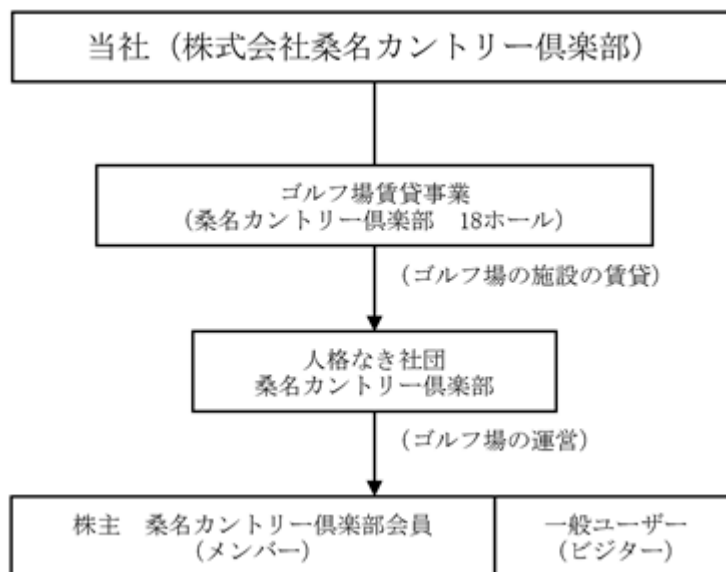 当社（株式会社桑名カントリー倶楽部）
ゴルフ場賃貸事業
（桑名カントリー倶楽部　18ホール）
（ゴルフ場の施設の賃貸）
人格なき社団
桑名カントリー倶楽部
（ゴルフ場の運営）
株主　桑名カントリー倶楽部会員
（メンバー）
一般ユーザー
（ビジター）